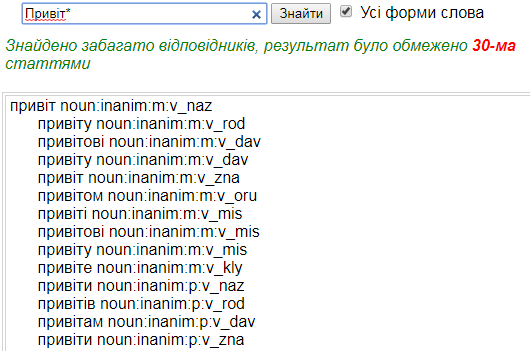 Привіт* Знайти Усі форми слова
Знайдено забагато відповідників, результат було обмежено 30-ма
статтями
привіт noun:inanim:m:v_naz
привіту noun:inanim:m:v_rod
привітові noun:inanim:m:v_dav
привіту noun:inanim:m:v_dav
привіт noun:inanim:m:v_zna
привітом noun:inanim:m:v_oru
привіті noun:inanim:m:v_mis
привітові noun:inanim:m:v_mis
привіту noun:inanim:m:v_mis
привіте noun:inanim:m:v_kly
привіти noun:inanim:p:v_naz
привітів noun:inanim:p:v_rod
привітам noun:inanim:p:v_dav
привіти noun:inanim:p:v_zna